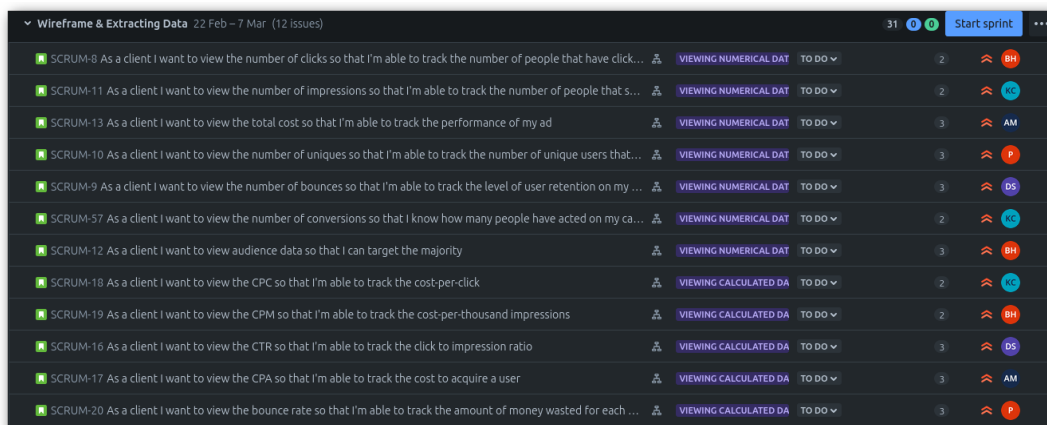 Wireframe & Extracting Data 22 Feb – 7 Mar (12 issues) 31 0 0 Start sprint
SCRUM-8 As a client I want to view the number of clicks so that I'm able to track the number of people that have click... VIEWING NUMERICAL DAT TO DO 2 BH
SCRUM-11 As a client I want to view the number of impressions so that I'm able to track the number of people that s... VIEWING NUMERICAL DAT TO DO 2 KC
SCRUM-13 As a client I want to view the total cost so that I'm able to track the performance of my ad VIEWING NUMERICAL DAT TO DO 3 AM
SCRUM-10 As a client I want to view the number of uniques so that I'm able to track the number of unique users that... VIEWING NUMERICAL DAT TO DO 3 P
SCRUM-9 As a client I want to view the number of bounces so that I'm able to track the level of user retention on my ... VIEWING NUMERICAL DAT TO DO 3 DS
SCRUM-57 As a client I want to view the number of conversions so that I know how many people have acted on my ca... VIEWING NUMERICAL DAT TO DO 2 KC
SCRUM-12 As a client I want to view audience data so that I can target the majority VIEWING NUMERICAL DAT TO DO 3 BH
SCRUM-18 As a client I want to view the CPC so that I'm able to track the cost-per-click VIEWING CALCULATED DA TO DO 2 KC
SCRUM-19 As a client I want to view the CPM so that I'm able to track the cost-per-thousand impressions VIEWING CALCULATED DA TO DO 2 BH
SCRUM-16 As a client I want to view the CTR so that I'm able to track the click to impression ratio VIEWING CALCULATED DA TO DO 3 DS
SCRUM-17 As a client I want to view the CPA so that I'm able to track the cost to acquire a user VIEWING CALCULATED DA TO DO 3 AM
SCRUM-20 As a client I want to view the bounce rate so that I'm able to track the amount of money wasted for each ... VIEWING CALCULATED DA TO DO 3 P